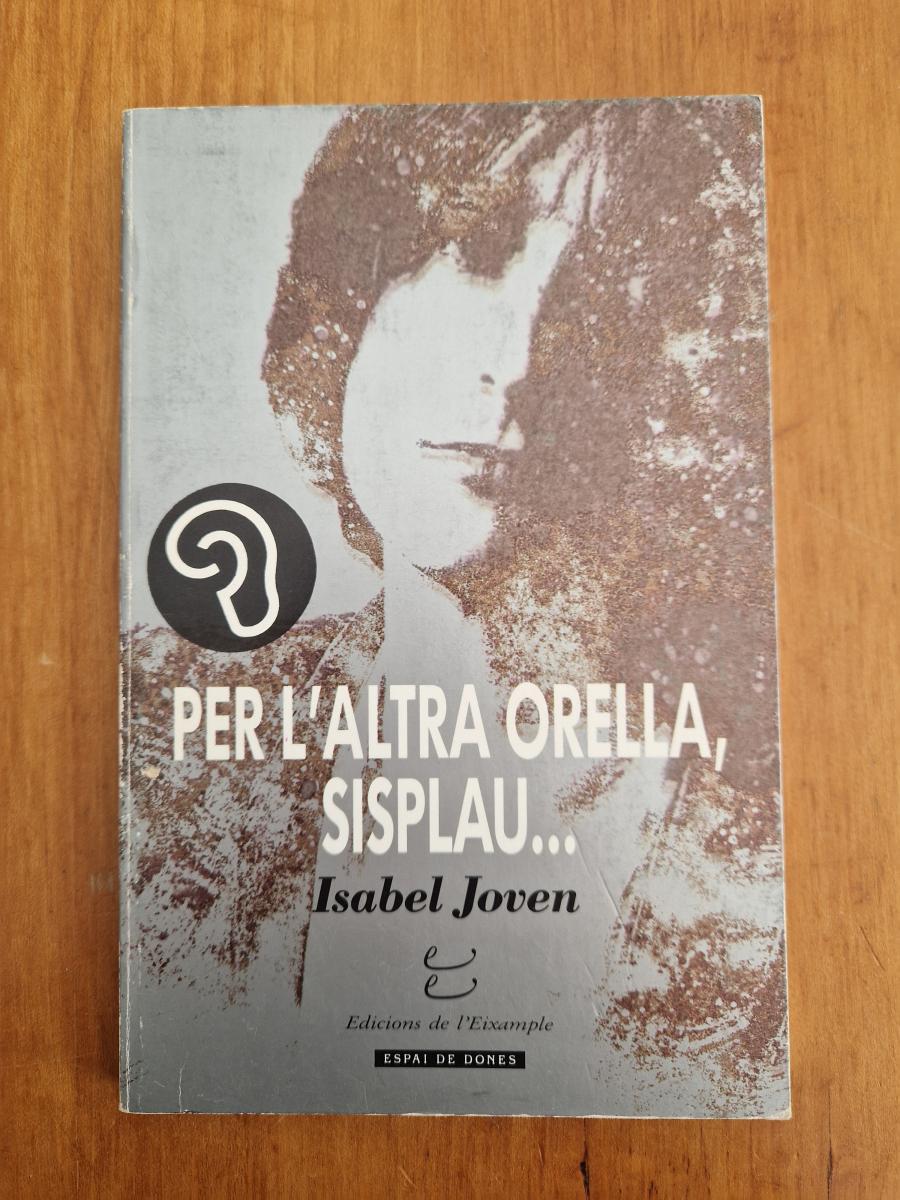 PER L'ALTRA ORELLA,
SISPLAU...
Isabel Joven
Edicions de l'Eixample
ESPAI DE DONES